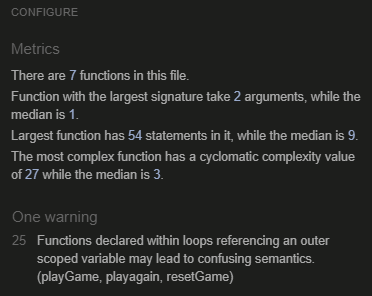 CONFIGURE
Metrics
There are 7 functions in this file.
Function with the largest signature take 2 arguments, while the
median is 1.
Largest function has 54 statements in it, while the median is 9.
The most complex function has a cyclomatic complexity value
of 27 while the median is 3.
One warning
25 Functions declared within loops referencing an outer
scoped variable may lead to confusing semantics.
(playGame, playagain, resetGame)